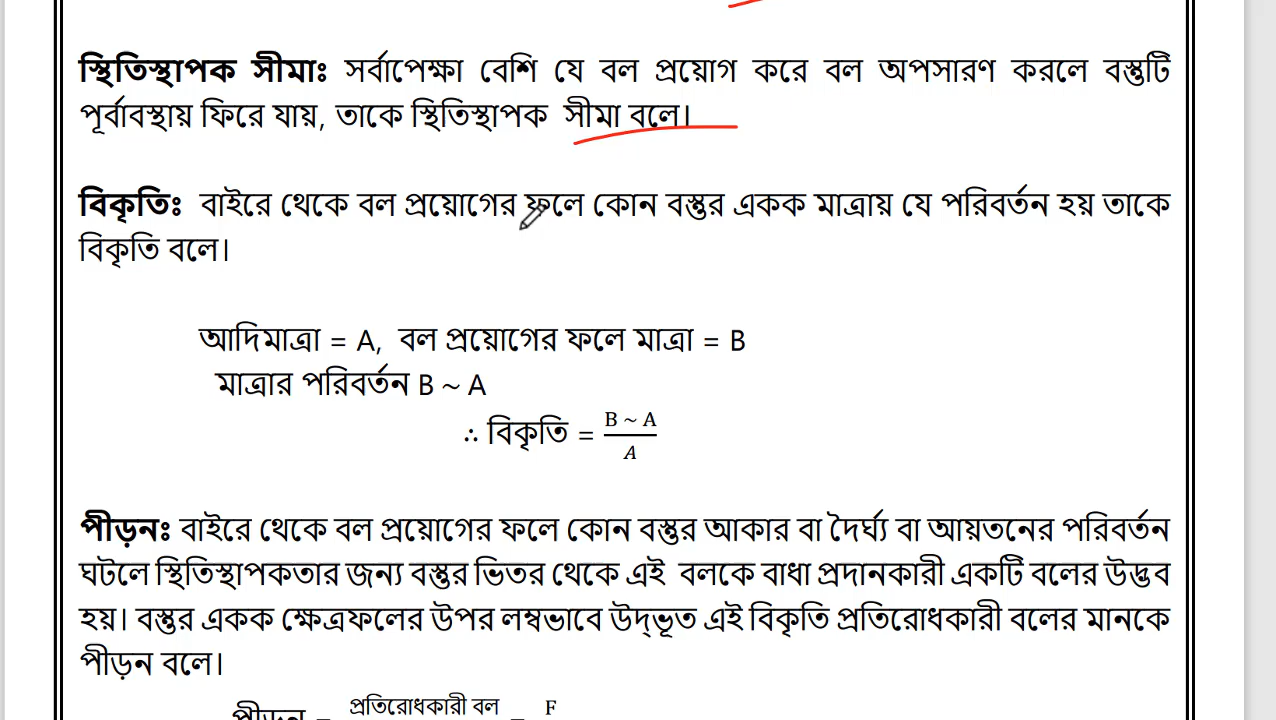 স্থিতিস্থাপক সীমাঃ সর্বাপেক্ষা বেশি যে বল প্রয়োগ করে বল অপসারণ করলে বস্তুটি
পূর্বাবস্থায় ফিরে যায়, তাকে স্থিতিস্থাপক সীমা বলে।
বিকৃতিঃ বাইরে থেকে বল প্রয়োগের ফলে কোন বস্তুর একক মাত্রায় যে পরিবর্তন হয় তাকে
বিকৃতি বলে।
আদিমাত্রা = A, বল প্রয়োগের ফলে মাত্রা = B
মাত্রার পরিবর্তন B ~ A
∴ বিকৃতি = B ~ A / A
পীড়নঃ বাইরে থেকে বল প্রয়োগের ফলে কোন বস্তুর আকার বা দৈর্ঘ্য বা আয়তনের পরিবর্তন
ঘটলে স্থিতিস্থাপকতার জন্য বস্তুর ভিতর থেকে এই বলকে বাধা প্রদানকারী একটি বলের উদ্ভব
হয়। বস্তুর একক ক্ষেত্রফলের উপর লম্বভাবে উদ্‌ভূত এই বিকৃতি প্রতিরোধকারী বলের মানকে
পীড়ন বলে।
পীড়ন = প্রতিরোধকারী বল = F